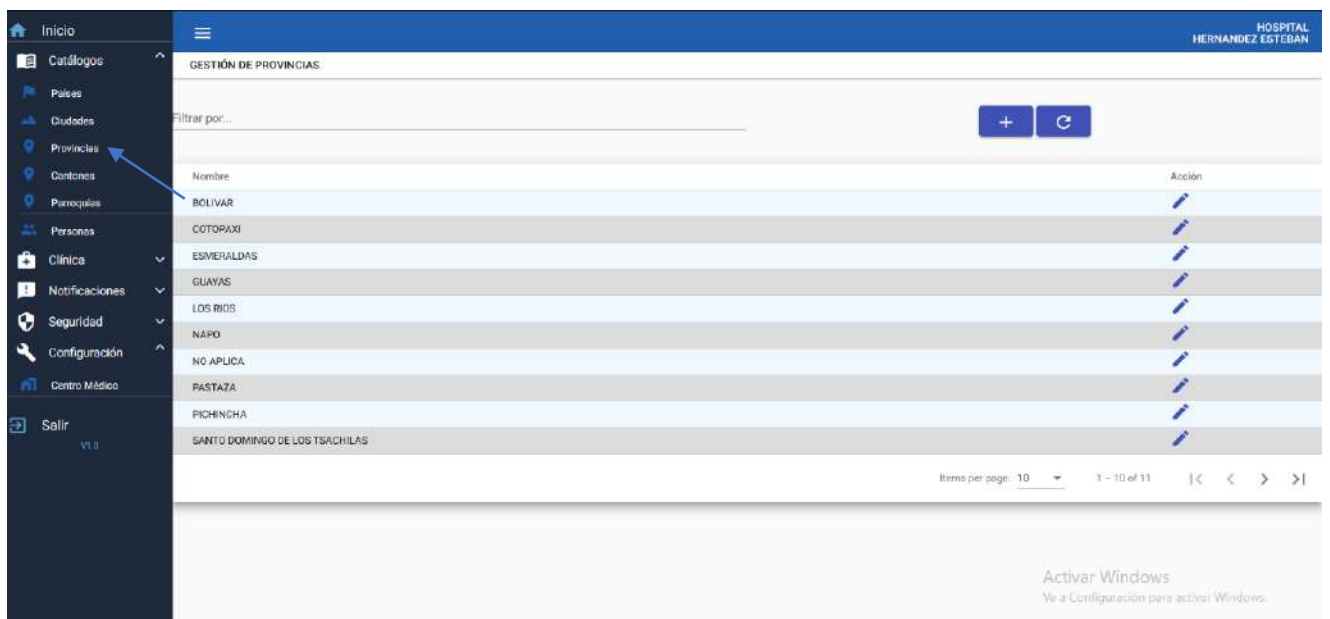 Inicio
Catálogos
Países
Ciudades
Provincias
Cantones
Parroquias
Personas
Clínica
Notificaciones
Seguridad
Configuración
Centro Médico
Salir
V1.0
HOSPITAL
HERNANDEZ ESTEBAN
GESTIÓN DE PROVINCIAS
Filtrar por...
Nombre Acción
BOLIVAR
COTOPAXI
ESMERALDAS
GUAYAS
LOS RIOS
NAPO
NO APLICA
PASTAZA
PICHINCHA
SANTO DOMINGO DE LOS TSACHILAS
Items per page: 10 1 – 10 of 11
Activar Windows
Ve a Configuración para activar Windows.